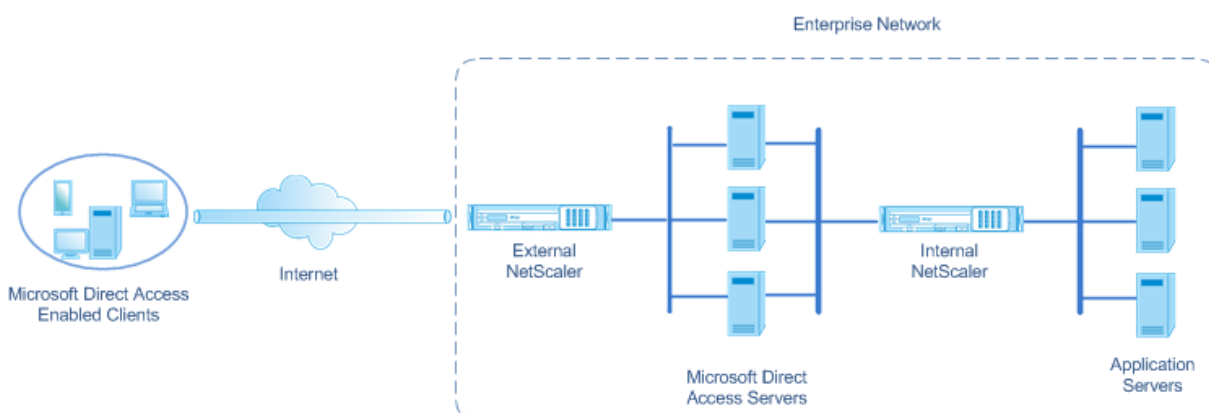 Enterprise Network
External
NetScaler
Internal
NetScaler
Internet
Microsoft Direct Access
Enabled Clients
Microsoft Direct
Access Servers
Application
Servers